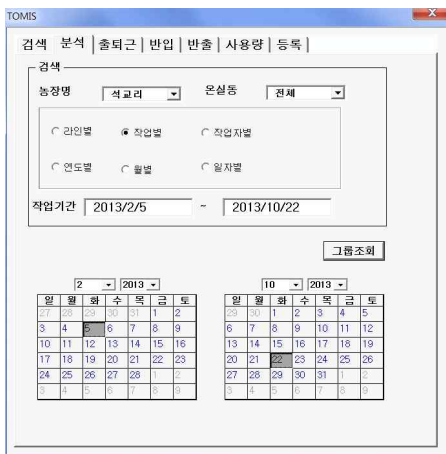 TOMIS X
검색 분석 출퇴근 반입 반출 사용량 등록
검색
농장명 석교리 온실동 전체
라인별 작업별 작업자별
연도별 월별 일자별
작업기간 2013/2/5 - 2013/10/22
그룹조회
2 2013 10 2013
일 월 화 수 목 금 토 일 월 화 수 목 금 토
27 28 29 30 31 1 2 29 30 1 2 3 4 5
3 4 5 6 7 8 9 6 7 8 9 10 11 12
10 11 12 13 14 15 16 13 14 15 16 17 18 19
17 18 19 20 21 22 23 20 21 22 23 24 25 26
24 25 26 27 28 1 2 27 28 29 30 31 1 2
3 4 5 6 7 8 9 3 4 5 6 7 8 9